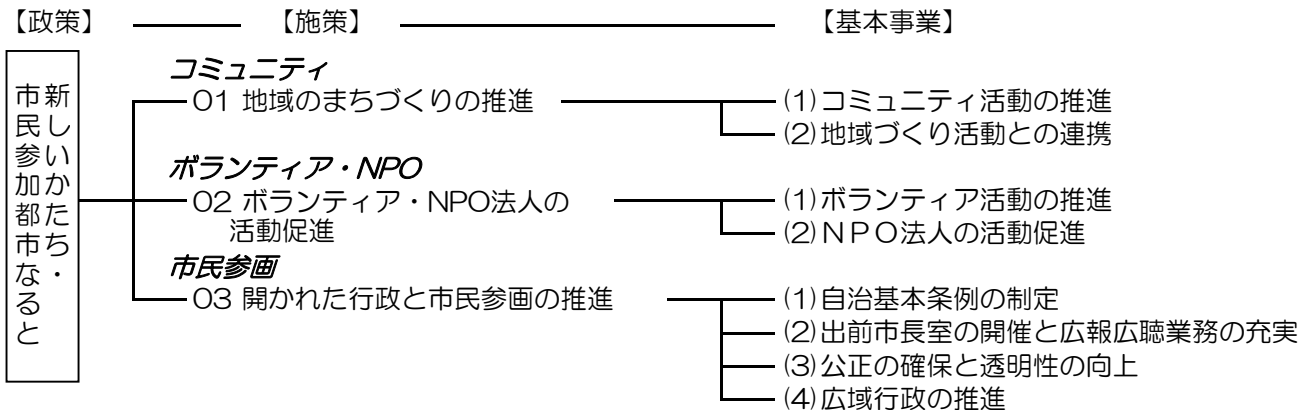 【政策】 【施策】 【基本事業】
新しいかたち・
市民参加都市なると
コミュニティ
01 地域のまちづくりの推進
(1)コミュニティ活動の推進
(2)地域づくり活動との連携
ボランティア・NPO
02 ボランティア・NPO法人の
活動促進
(1)ボランティア活動の推進
(2)NPO法人の活動促進
市民参画
03 開かれた行政と市民参画の推進
(1)自治基本条例の制定
(2)出前市長室の開催と広報広聴業務の充実
(3)公正の確保と透明性の向上
(4)広域行政の推進